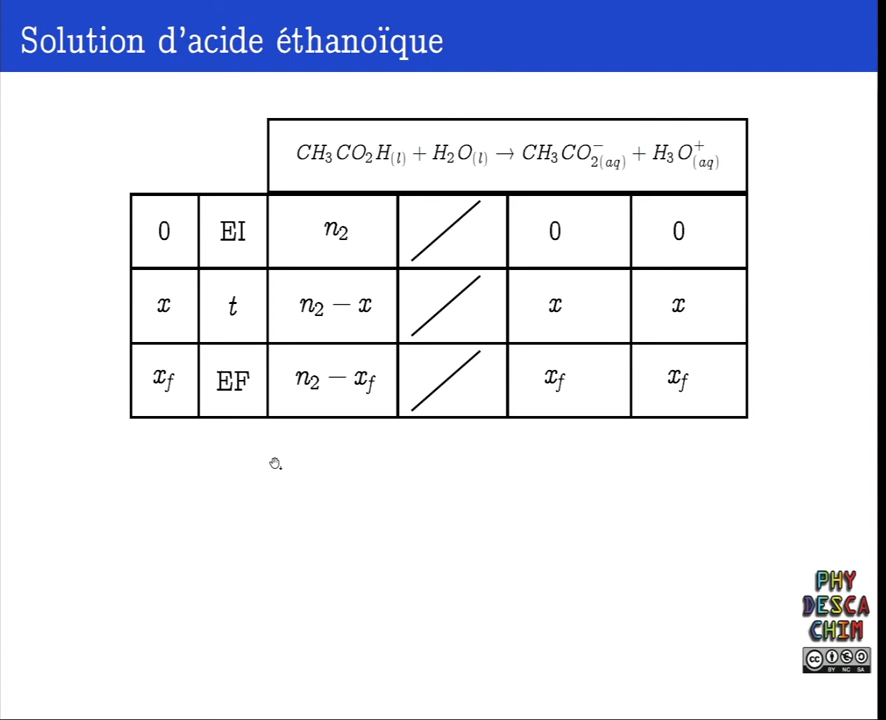 Solution d'acide éthanoïque
CH₃CO₂H₍ₗ₎ + H₂O₍ₗ₎ → CH₃CO₂⁻₍aq₎ + H₃O⁺₍aq₎
0 EI n₂ 0 0
x t n₂ − x x x
x_f EF n₂ − x_f x_f x_f
PHY
DESCA
CHIM
cc
BY NC SA